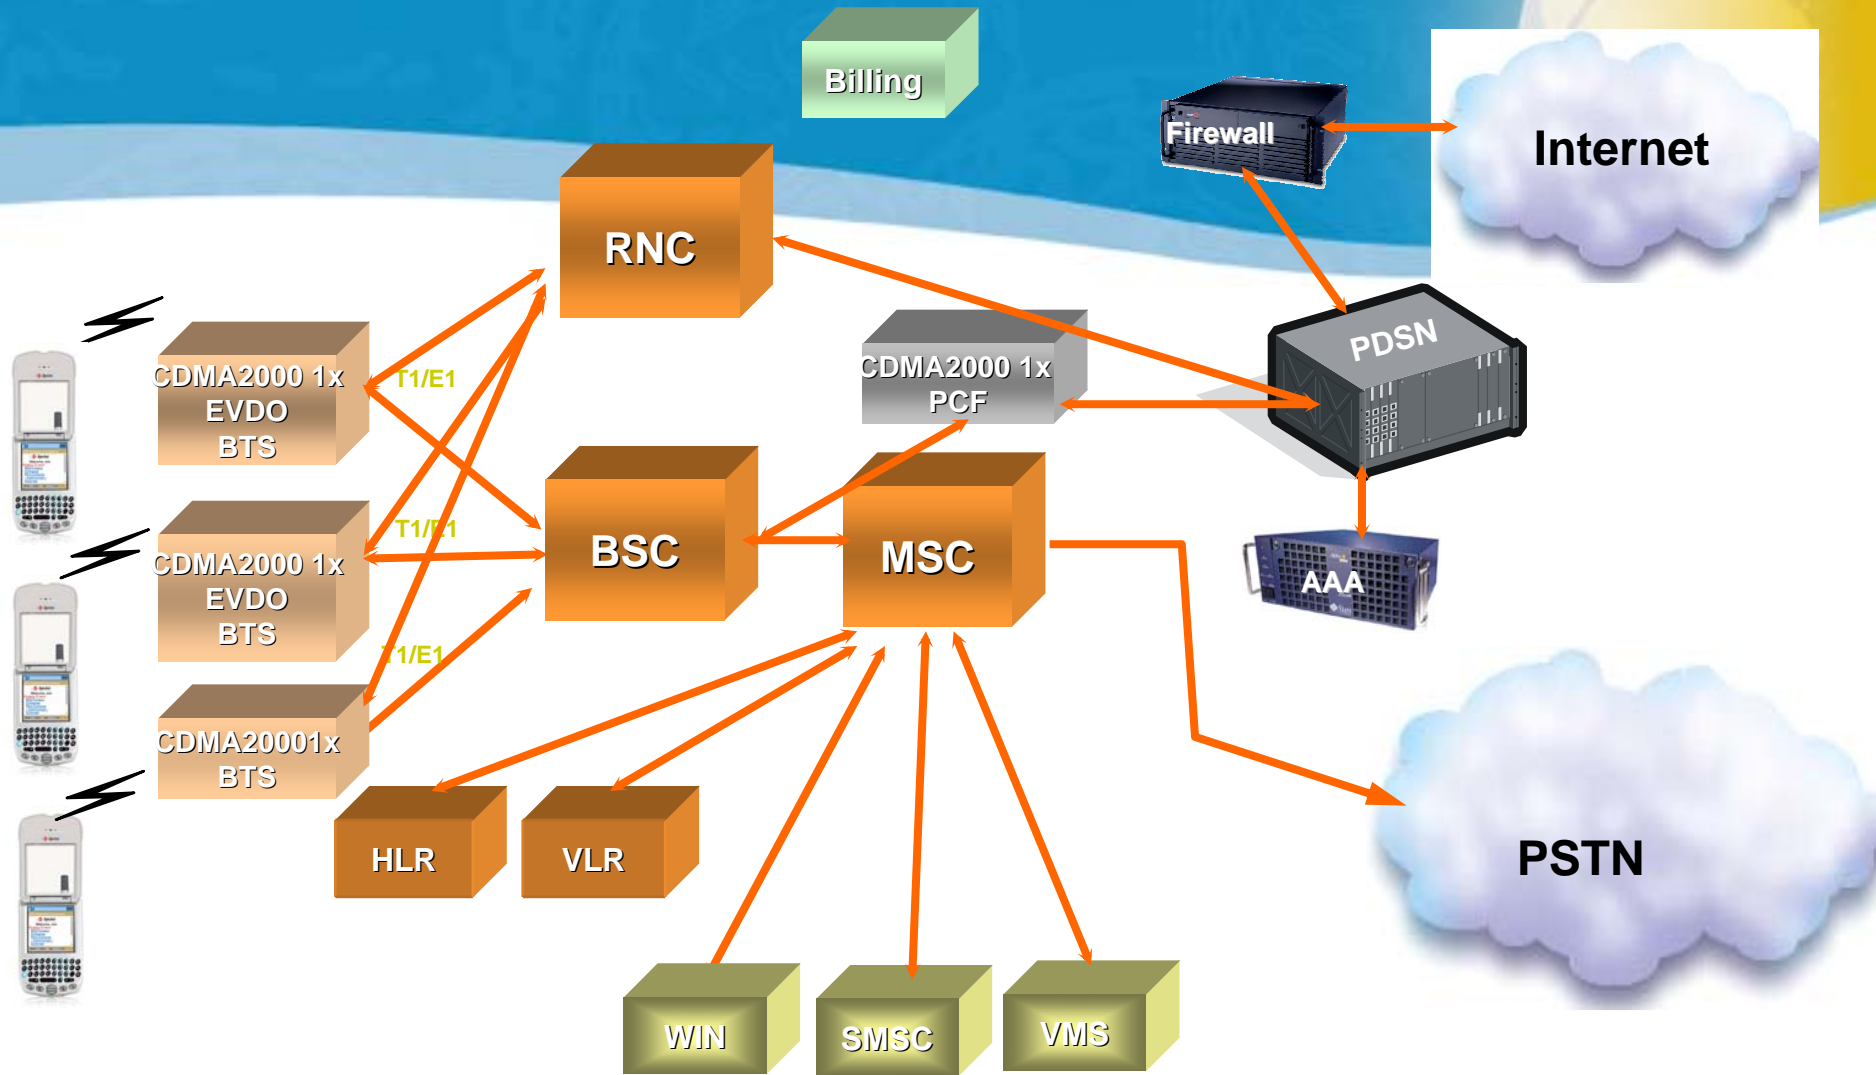 Billing
Firewall
Internet
RNC
PDSN
CDMA2000 1x
EVDO
BTS
T1/E1
CDMA2000 1x
PCF
BSC
MSC
T1/E1
CDMA2000 1x
EVDO
BTS
AAA
T1/E1
CDMA20001x
BTS
HLR
VLR
PSTN
WIN
SMSC
VMS